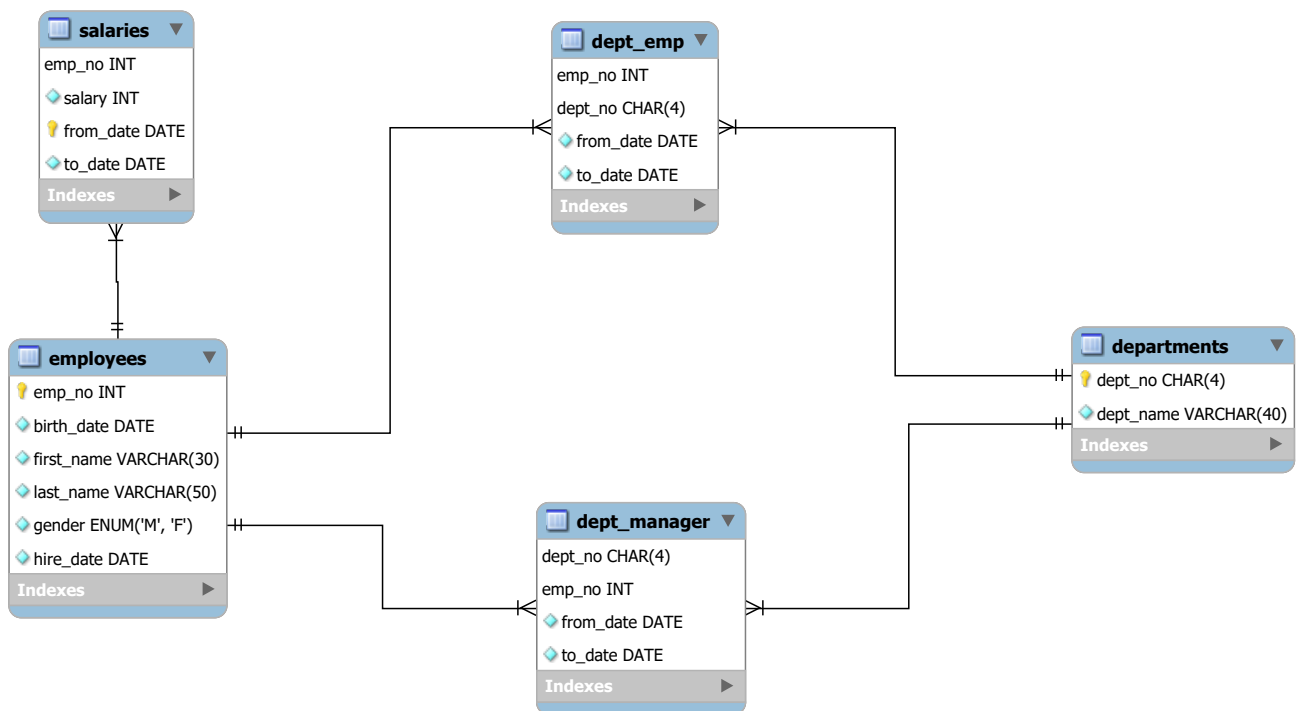 salaries
emp_no INT
salary INT
from_date DATE
to_date DATE
Indexes
dept_emp
emp_no INT
dept_no CHAR(4)
from_date DATE
to_date DATE
Indexes
employees
emp_no INT
birth_date DATE
first_name VARCHAR(30)
last_name VARCHAR(50)
gender ENUM('M', 'F')
hire_date DATE
Indexes
departments
dept_no CHAR(4)
dept_name VARCHAR(40)
Indexes
dept_manager
dept_no CHAR(4)
emp_no INT
from_date DATE
to_date DATE
Indexes